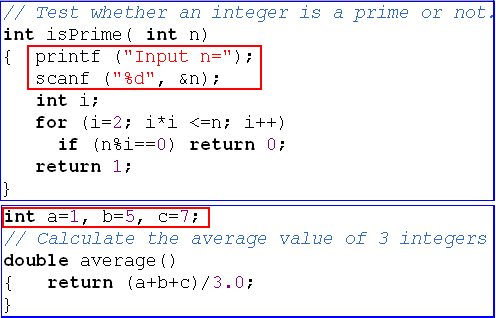 // Test whether an integer is a prime or not.
int isPrime( int n)
{ printf ("Input n=");
scanf ("%d", &n);
int i;
for (i=2; i*i <=n; i++)
if (n%i==0) return 0;
return 1;
}
int a=1, b=5, c=7;
// Calculate the average value of 3 integers
double average()
{ return (a+b+c)/3.0;
}